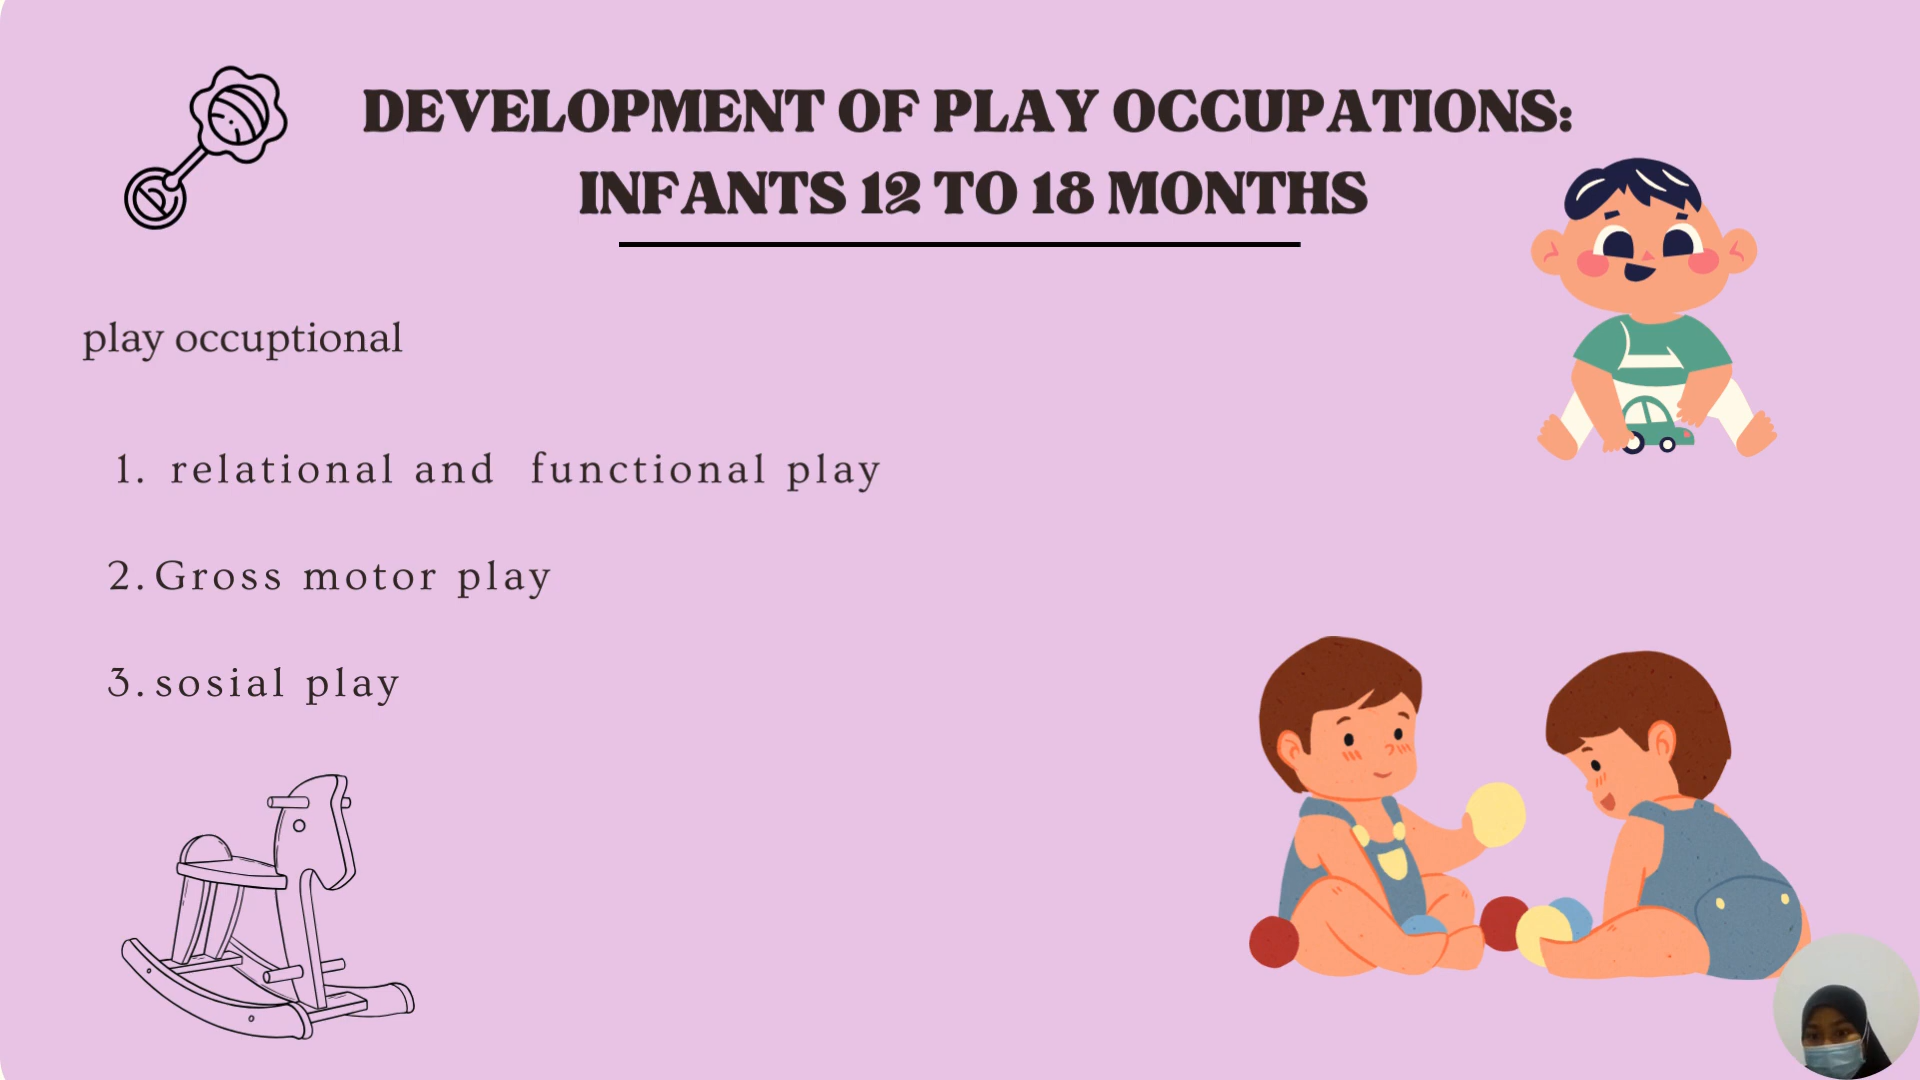 DEVELOPMENT OF PLAY OCCUPATIONS:
INFANTS 12 TO 18 MONTHS
play occuptional
1. relational and functional play
2. Gross motor play
3. sosial play